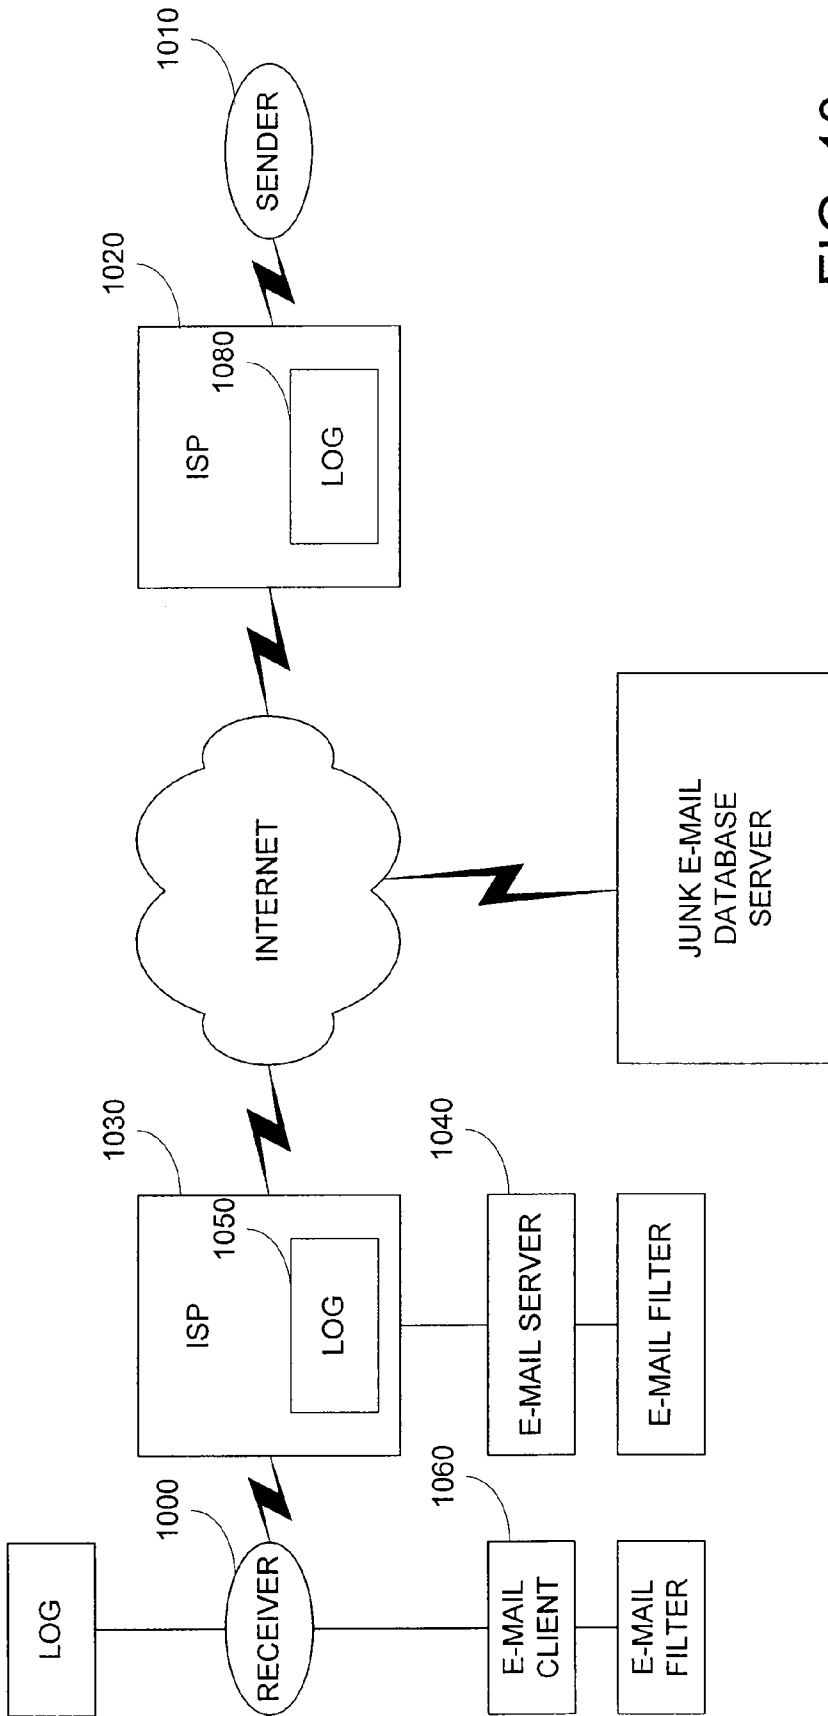 LOG
1000
RECEIVER
1060
E-MAIL
CLIENT
E-MAIL
FILTER
1030
ISP
1050
LOG
1040
E-MAIL SERVER
E-MAIL FILTER
INTERNET
JUNK E-MAIL
DATABASE
SERVER
1020
ISP
1080
LOG
1010
SENDER